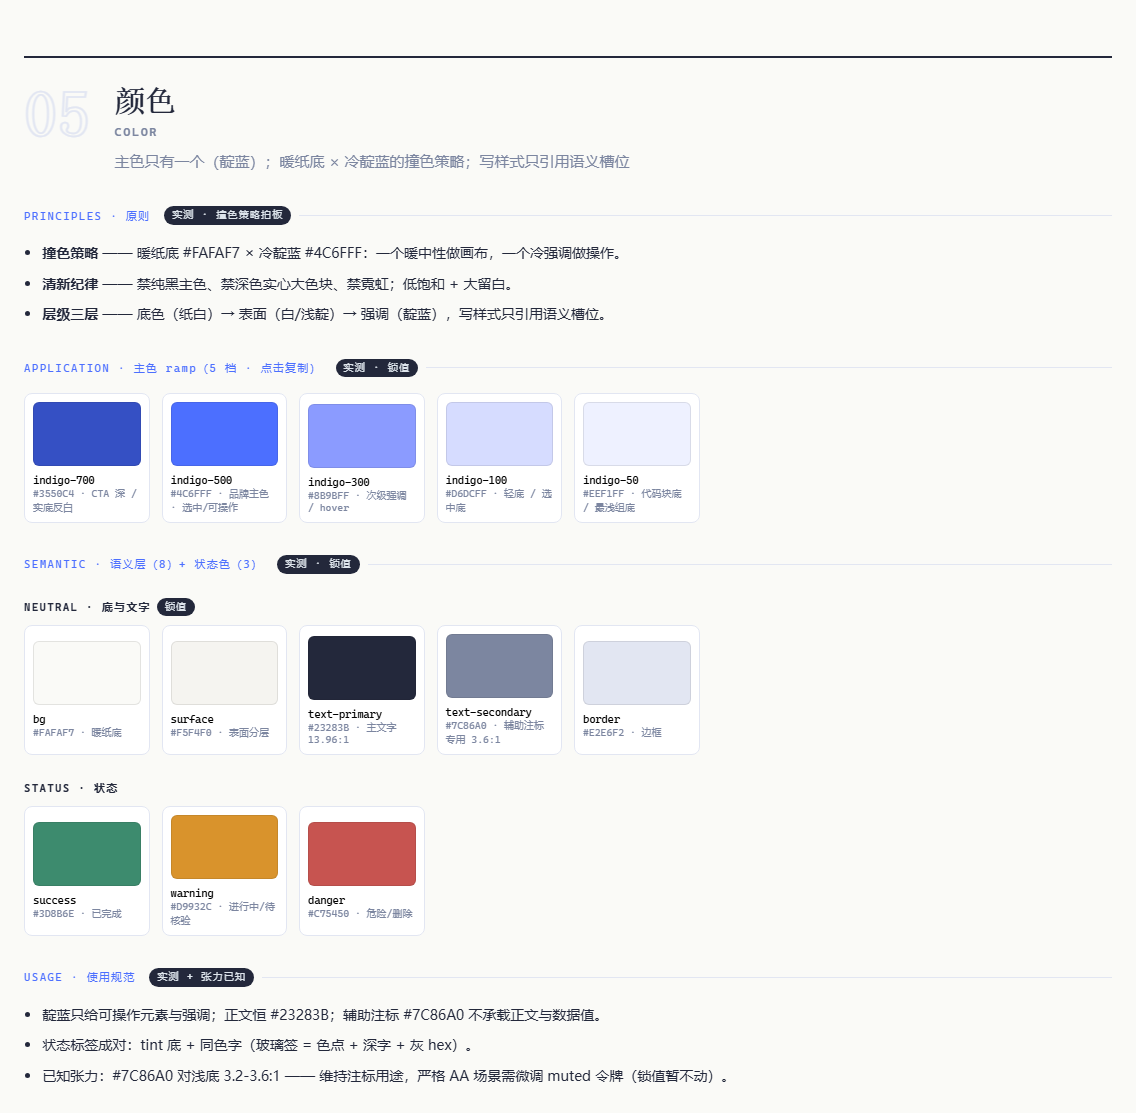 05
颜色
COLOR
主色只有一个（靛蓝）；暖纸底 × 冷靛蓝的撞色策略；写样式只引用语义槽位
PRINCIPLES · 原则 实测 · 撞色策略拍板
• 撞色策略 —— 暖纸底 #FAFAF7 × 冷靛蓝 #4C6FFF：一个暖中性做画布，一个冷强调做操作。
• 清新纪律 —— 禁纯黑主色、禁深色实心大色块、禁霓虹；低饱和 + 大留白。
• 层级三层 —— 底色（纸白）→ 表面（白/浅靛）→ 强调（靛蓝），写样式只引用语义槽位。
APPLICATION · 主色 ramp（5 档 · 点击复制） 实测 · 锁值
indigo-700
#3550C4 · CTA 深 /
实底反白
indigo-500
#4C6FFF · 品牌主色
· 选中/可操作
indigo-300
#8B9BFF · 次级强调
/ hover
indigo-100
#D6DCFF · 轻底 / 选
中底
indigo-50
#EEF1FF · 代码块底
/ 最浅组底
SEMANTIC · 语义层（8）+ 状态色（3） 实测 · 锁值
NEUTRAL · 底与文字 锁值
bg
#FAFAF7 · 暖纸底
surface
#F5F4F0 · 表面分层
text-primary
#23283B · 主文字
13.96:1
text-secondary
#7C86A0 · 辅助注标
专用 3.6:1
border
#E2E6F2 · 边框
STATUS · 状态
success
#3D8B6E · 已完成
warning
#D9932C · 进行中/待
核验
danger
#C75450 · 危险/删除
USAGE · 使用规范 实测 + 张力已知
• 靛蓝只给可操作元素与强调；正文恒 #23283B；辅助注标 #7C86A0 不承载正文与数据值。
• 状态标签成对：tint 底 + 同色字（玻璃签 = 色点 + 深字 + 灰 hex）。
• 已知张力：#7C86A0 对浅底 3.2-3.6:1 —— 维持注标用途，严格 AA 场景需微调 muted 令牌（锁值暂不动）。